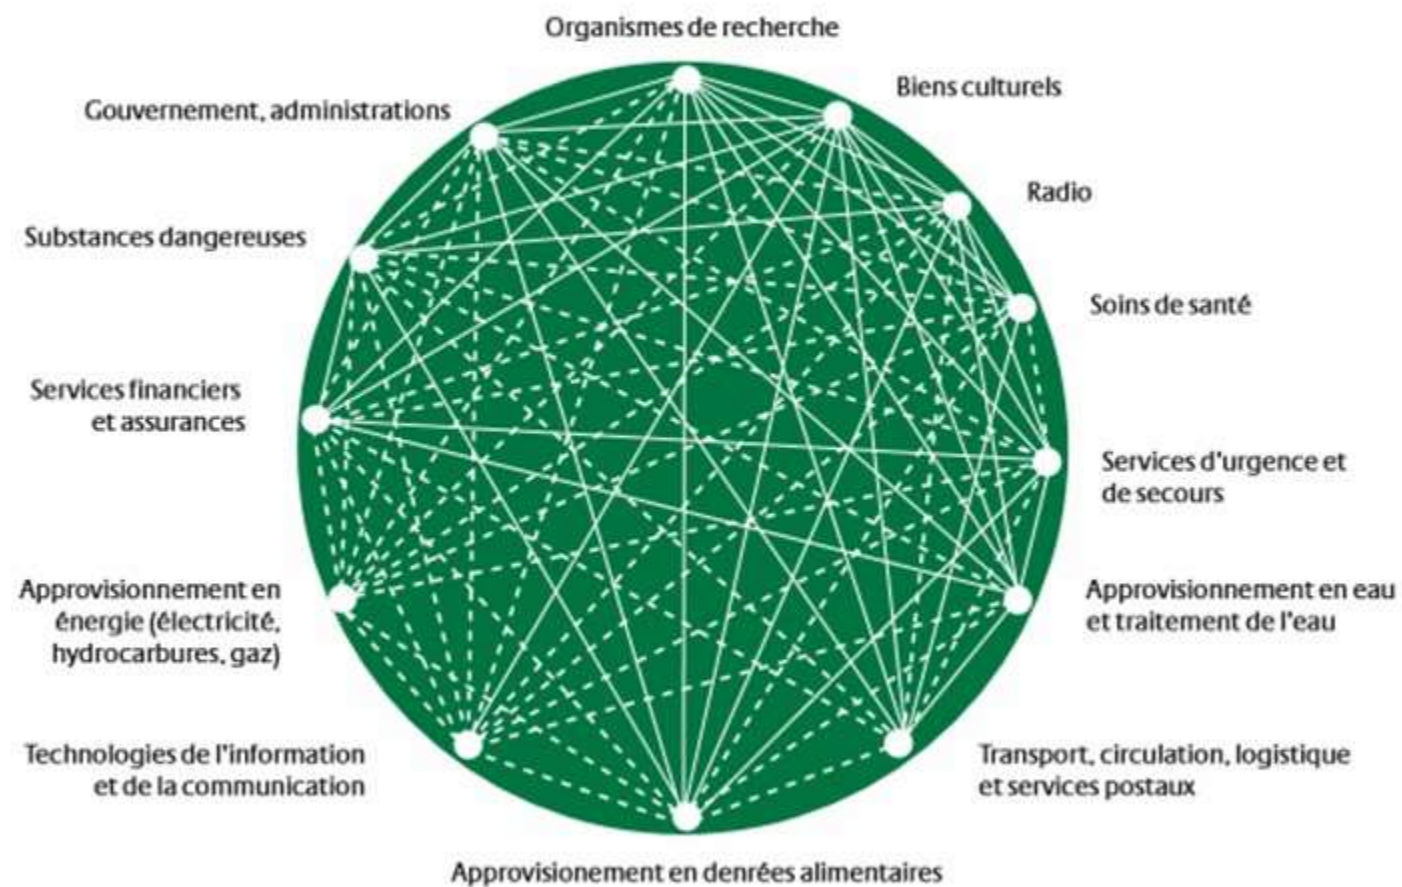 Organismes de recherche
Biens culturels
Gouvernement, administrations
Radio
Substances dangereuses
Soins de santé
Services financiers
et assurances
Services d'urgence et
de secours
Approvisionnement en
énergie (électricité,
hydrocarbures, gaz)
Approvisionnement en eau
et traitement de l'eau
Technologies de l'information
et de la communication
Transport, circulation, logistique
et services postaux
Approvisionement en denrées alimentaires